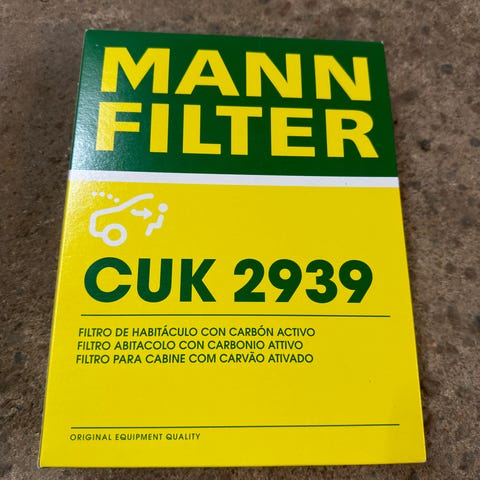 MANN
FILTER
CUK 2939
FILTRO DE HABITÁCULO CON CARBÓN ACTIVO
FILTRO ABITACOLO CON CARBONIO ATTIVO
FILTRO PARA CABINE COM CARVÃO ATIVADO
ORIGINAL EQUIPMENT QUALITY